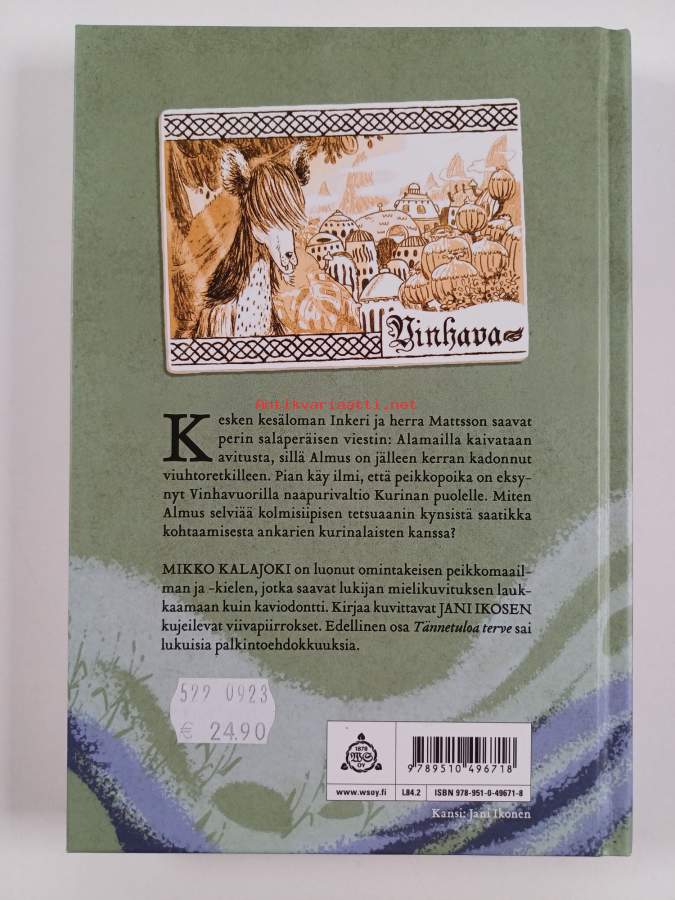 Vinhava
Antikvariaatti.net
Kesken kesäloman Inkeri ja herra Mattsson saavat
perin salaperäisen viestin: Alamailla kaivataan
avitusta, sillä Almus on jälleen kerran kadonnut
viuhtoretkilleen. Pian käy ilmi, että peikkopoika on eksy-
nyt Vinhavuorilla naapurivaltio Kurinan puolelle. Miten
Almus selviää kolmisiipisen tetsuaanin kynsistä saatikka
kohtaamisesta ankarien kurinalaisten kanssa?
MIKKO KALAJOKI on luonut omintakeisen peikkomaail-
man ja -kielen, jotka saavat lukijan mielikuvituksen lauk-
kaamaan kuin kaviodontti. Kirjaa kuvittavat JANI IKOSEN
kujeilevat viivapiirrokset. Edellinen osa Tännetuloa terve sai
lukuisia palkintoehdokkuuksia.
522 0923
€ 24.90
1878
WS
OY
9 789510 496718
www.wsoy.fi
L84.2
ISBN 978-951-0-49671-8
Kansi: Jani Ikonen